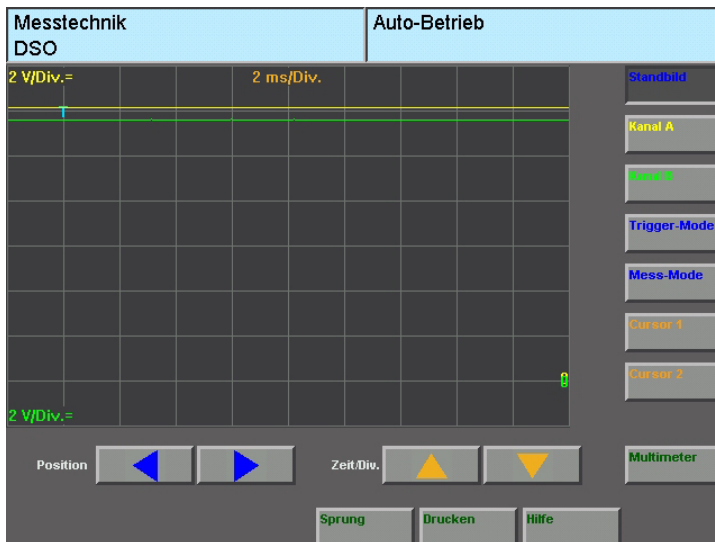 Messtechnik
DSO
Auto-Betrieb
2 V/Div.=
2 ms/Div.
T
2 V/Div.=
Standbild
Kanal A
Kanal B
Trigger-Mode
Mess-Mode
Cursor 1
Cursor 2
Multimeter
Position
Zeit/Div.
Sprung
Drucken
Hilfe